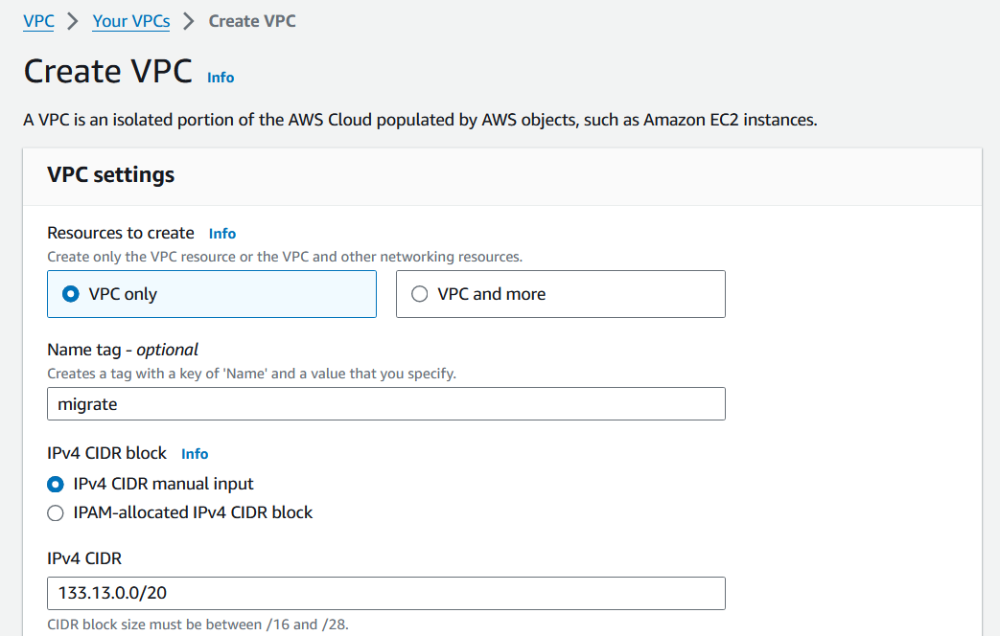 VPC > Your VPCs > Create VPC
Create VPC Info
A VPC is an isolated portion of the AWS Cloud populated by AWS objects, such as Amazon EC2 instances.
VPC settings
Resources to create Info
Create only the VPC resource or the VPC and other networking resources.
VPC only VPC and more
Name tag - optional
Creates a tag with a key of 'Name' and a value that you specify.
migrate
IPv4 CIDR block Info
IPv4 CIDR manual input
IPAM-allocated IPv4 CIDR block
IPv4 CIDR
133.13.0.0/20
CIDR block size must be between /16 and /28.